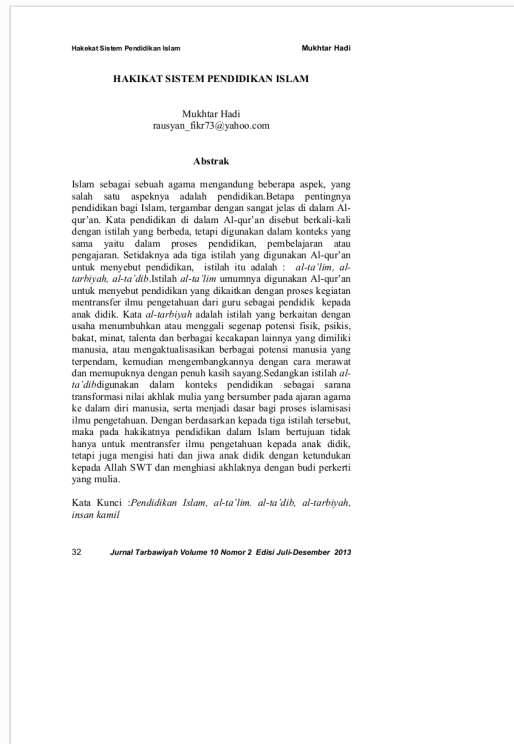 Hakekat Sistem Pendidikan Islam Mukhtar Hadi
HAKIKAT SISTEM PENDIDIKAN ISLAM
Mukhtar Hadi
rausyan_fikr73@yahoo.com
Abstrak
Islam sebagai sebuah agama mengandung beberapa aspek, yang
salah satu aspeknya adalah pendidikan.Betapa pentingnya
pendidikan bagi Islam, tergambar dengan sangat jelas di dalam Al-
qur'an. Kata pendidikan di dalam Al-qur'an disebut berkali-kali
dengan istilah yang berbeda, tetapi digunakan dalam konteks yang
sama yaitu dalam proses pendidikan, pembelajaran atau
pengajaran. Setidaknya ada tiga istilah yang digunakan Al-qur'an
untuk menyebut pendidikan, istilah itu adalah : al-ta'lim, al-
tarbiyah, al-ta'dib.Istilah al-ta'lim umumnya digunakan Al-qur'an
untuk menyebut pendidikan yang dikaitkan dengan proses kegiatan
mentransfer ilmu pengetahuan dari guru sebagai pendidik kepada
anak didik. Kata al-tarbiyah adalah istilah yang berkaitan dengan
usaha menumbuhkan atau menggali segenap potensi fisik, psikis,
bakat, minat, talenta dan berbagai kecakapan lainnya yang dimiliki
manusia, atau mengaktualisasikan berbagai potensi manusia yang
terpendam, kemudian mengembangkannya dengan cara merawat
dan memupuknya dengan penuh kasih sayang.Sedangkan istilah al-
ta'dibdigunakan dalam konteks pendidikan sebagai sarana
transformasi nilai akhlak mulia yang bersumber pada ajaran agama
ke dalam diri manusia, serta menjadi dasar bagi proses islamisasi
ilmu pengetahuan. Dengan berdasarkan kepada tiga istilah tersebut,
maka pada hakikatnya pendidikan dalam Islam bertujuan tidak
hanya untuk mentransfer ilmu pengetahuan kepada anak didik,
tetapi juga mengisi hati dan jiwa anak didik dengan ketundukan
kepada Allah SWT dan menghiasi akhlaknya dengan budi perkerti
yang mulia.
Kata Kunci :Pendidikan Islam, al-ta'lim. al-ta'dib, al-tarbiyah,
insan kamil
32 Jurnal Tarbawiyah Volume 10 Nomor 2 Edisi Juli-Desember 2013